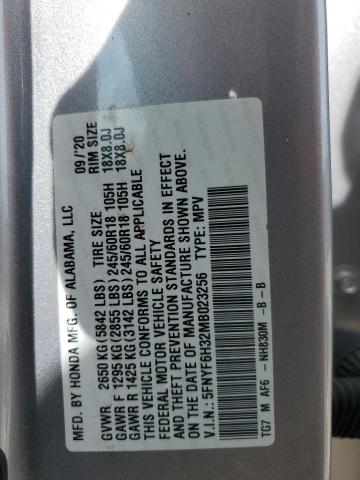 MFD. BY HONDA MFG. OF ALABAMA, LLC 09/'20
TIRE SIZE RIM SIZE
GVWR 2650 KG (5842 LBS)
GAWR F 1295 KG (2855 LBS) 245/60R18 105H 18X8.0J
GAWR R 1425 KG (3142 LBS) 245/60R18 105H 18X8.0J
THIS VEHICLE CONFORMS TO ALL APPLICABLE
FEDERAL MOTOR VEHICLE SAFETY
AND THEFT PREVENTION STANDARDS IN EFFECT
ON THE DATE OF MANUFACTURE SHOWN ABOVE.
V.I.N.: 5FNYF6H32MB023256 TYPE: MPV
TG7 M AF6 - NH830M -B -B